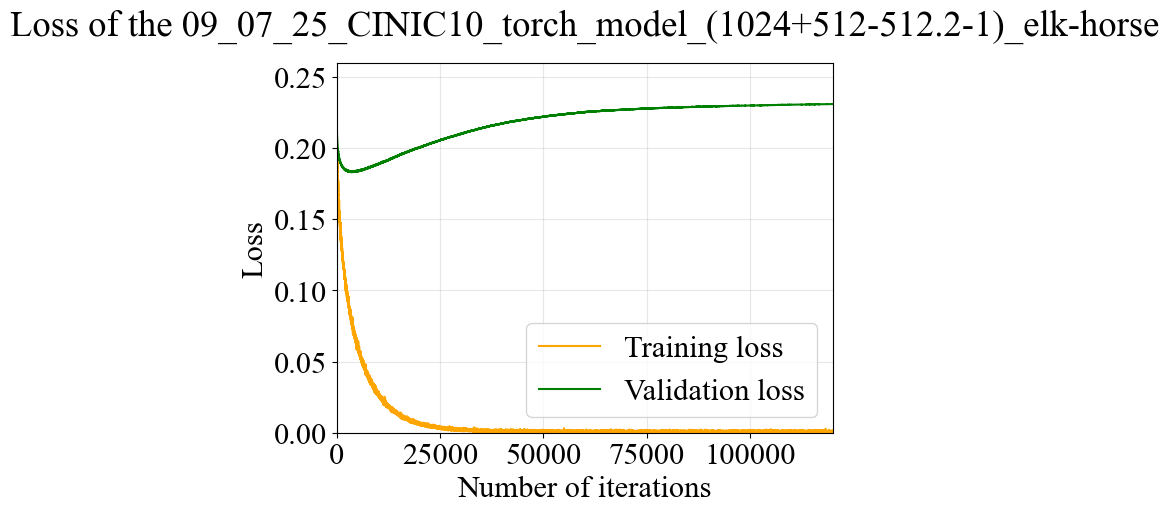 Loss of the 09_07_25_CINIC10_torch_model_(1024+512-512.2-1)_elk-horse
0.25
0.20
0.15
0.10
0.05
0.00
Loss
Training loss
Validation loss
0 25000 50000 75000 100000
Number of iterations